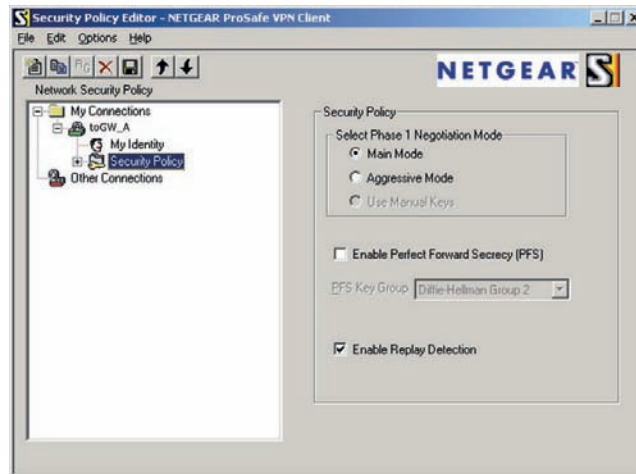 Security Policy Editor - NETGEAR ProSafe VPN Client
File Edit Options Help
NETGEAR
Network Security Policy
My Connections
toGW_A
My Identity
Security Policy
Other Connections
Security Policy
Select Phase 1 Negotiation Mode
Main Mode
Aggressive Mode
Use Manual Keys
Enable Perfect Forward Secrecy (PFS)
PFS Key Group Diffie-Hellman Group 2
Enable Replay Detection